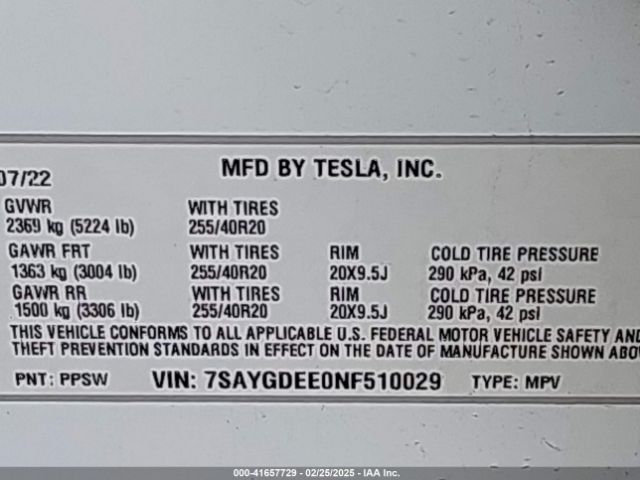 07/22 MFD BY TESLA, INC.
GVWR WITH TIRES
2369 kg (5224 lb) 255/40R20
GAWR FRT WITH TIRES RIM COLD TIRE PRESSURE
1363 kg (3004 lb) 255/40R20 20X9.5J 290 kPa, 42 psi
GAWR RR WITH TIRES RIM COLD TIRE PRESSURE
1500 kg (3306 lb) 255/40R20 20X9.5J 290 kPa, 42 psi
THIS VEHICLE CONFORMS TO ALL APPLICABLE U.S. FEDERAL MOTOR VEHICLE SAFETY AND
THEFT PREVENTION STANDARDS IN EFFECT ON THE DATE OF MANUFACTURE SHOWN ABO
PNT: PPSW VIN: 7SAYGDEE0NF510029 TYPE: MPV
000-41657729 - 02/25/2025 - IAA Inc.